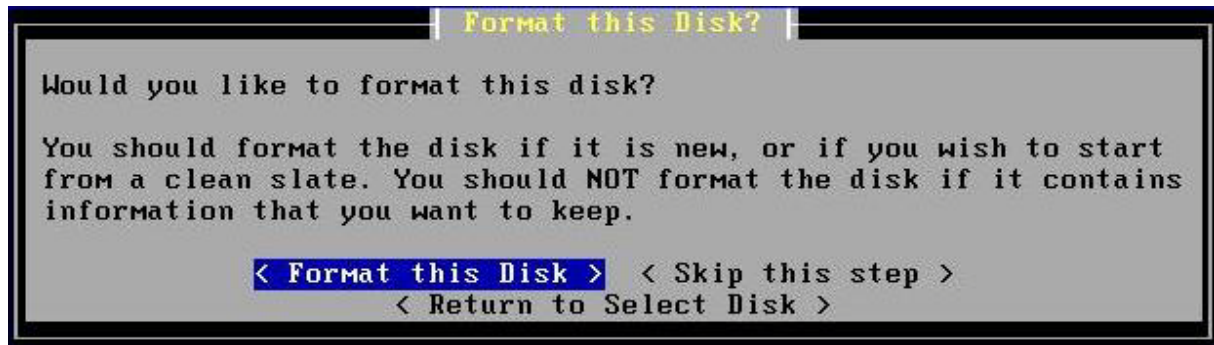 Format this Disk?
Would you like to format this disk?
You should format the disk if it is new, or if you wish to start
from a clean slate. You should NOT format the disk if it contains
information that you want to keep.
< Format this Disk > < Skip this step >
< Return to Select Disk >